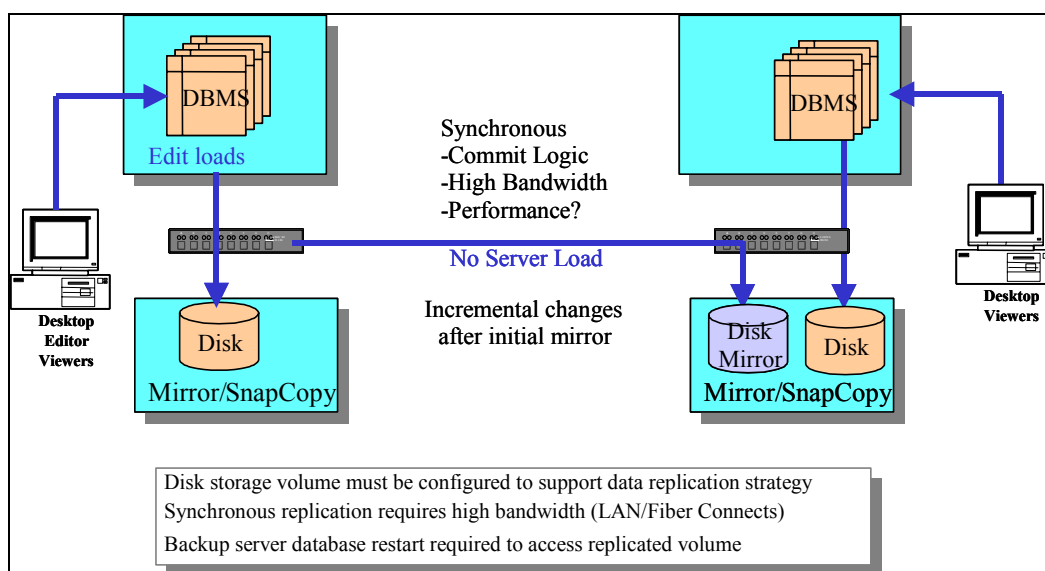 DBMS
Edit loads
Synchronous
-Commit Logic
-High Bandwidth
-Performance?
DBMS
No Server Load
Desktop
Editor
Viewers
Incremental changes
after initial mirror
Desktop
Viewers
Disk
Mirror/SnapCopy
Disk
Mirror
Disk
Mirror/SnapCopy
Disk storage volume must be configured to support data replication strategy
Synchronous replication requires high bandwidth (LAN/Fiber Connects)
Backup server database restart required to access replicated volume